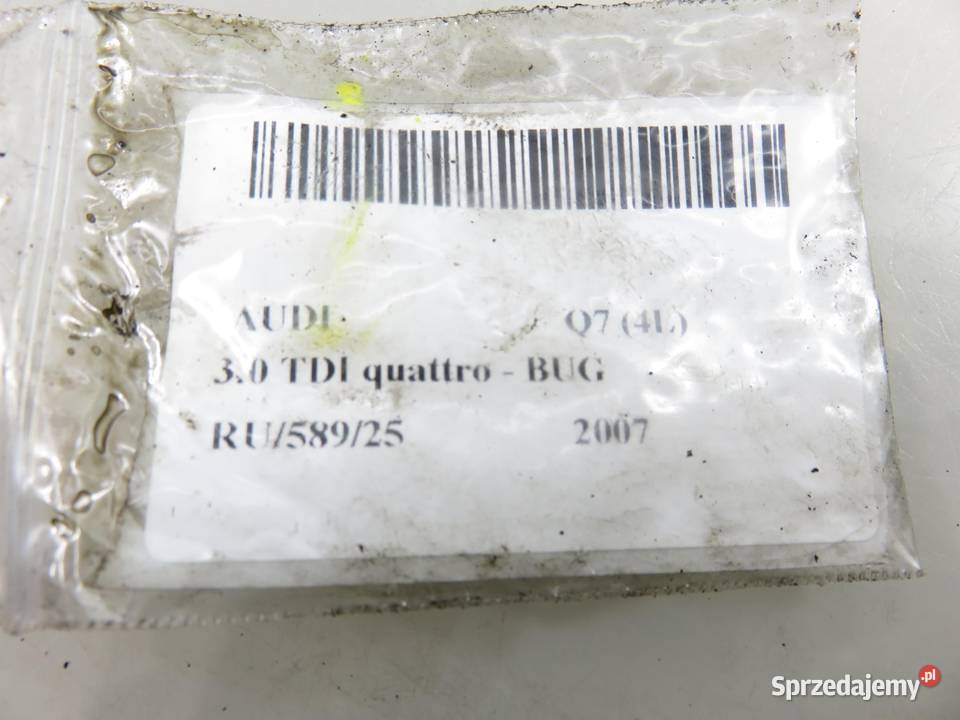 AUDI Q7 (4L)
3.0 TDI quattro - BUG
RU/589/25 2007
Sprzedajemy.pl